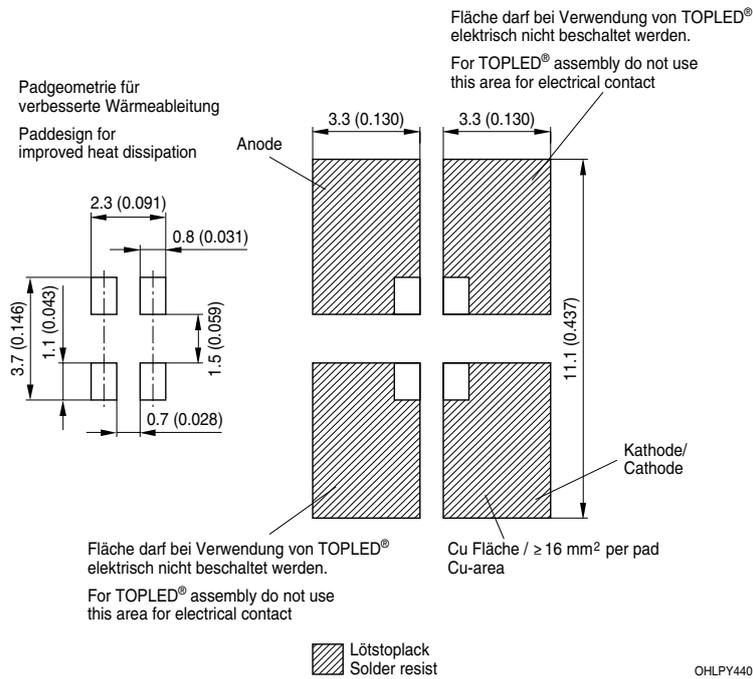 Fläche darf bei Verwendung von TOPLED®
elektrisch nicht beschaltet werden.
For TOPLED® assembly do not use
this area for electrical contact
Padgeometrie für
verbesserte Wärmeableitung
Paddesign for
improved heat dissipation
Anode
3.3 (0.130)
3.3 (0.130)
2.3 (0.091)
0.8 (0.031)
3.7 (0.146)
1.1 (0.043)
1.5 (0.059)
0.7 (0.028)
11.1 (0.437)
Kathode/
Cathode
Fläche darf bei Verwendung von TOPLED®
elektrisch nicht beschaltet werden.
For TOPLED® assembly do not use
this area for electrical contact
Cu Fläche / ≥ 16 mm² per pad
Cu-area
Lötstoplack
Solder resist
OHLPY440